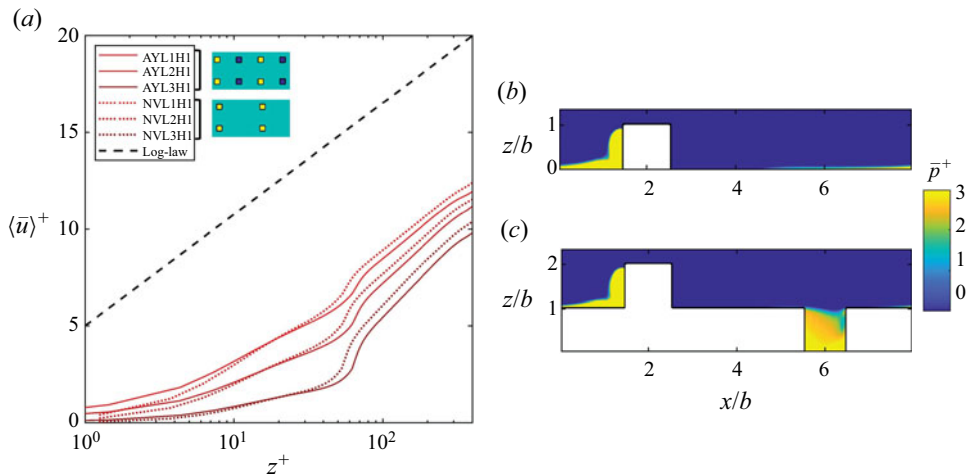 (a)
20
15
10
5
0
⟨ū⟩⁺
AYL1H1
AYL2H1
AYL3H1
NVL1H1
NVL2H1
NVL3H1
Log-law
10⁰
10¹
10²
z⁺
(b)
z/b
1
0
2
4
6
p̄⁺
3
2
1
0
(c)
z/b
2
1
2
4
6
x/b